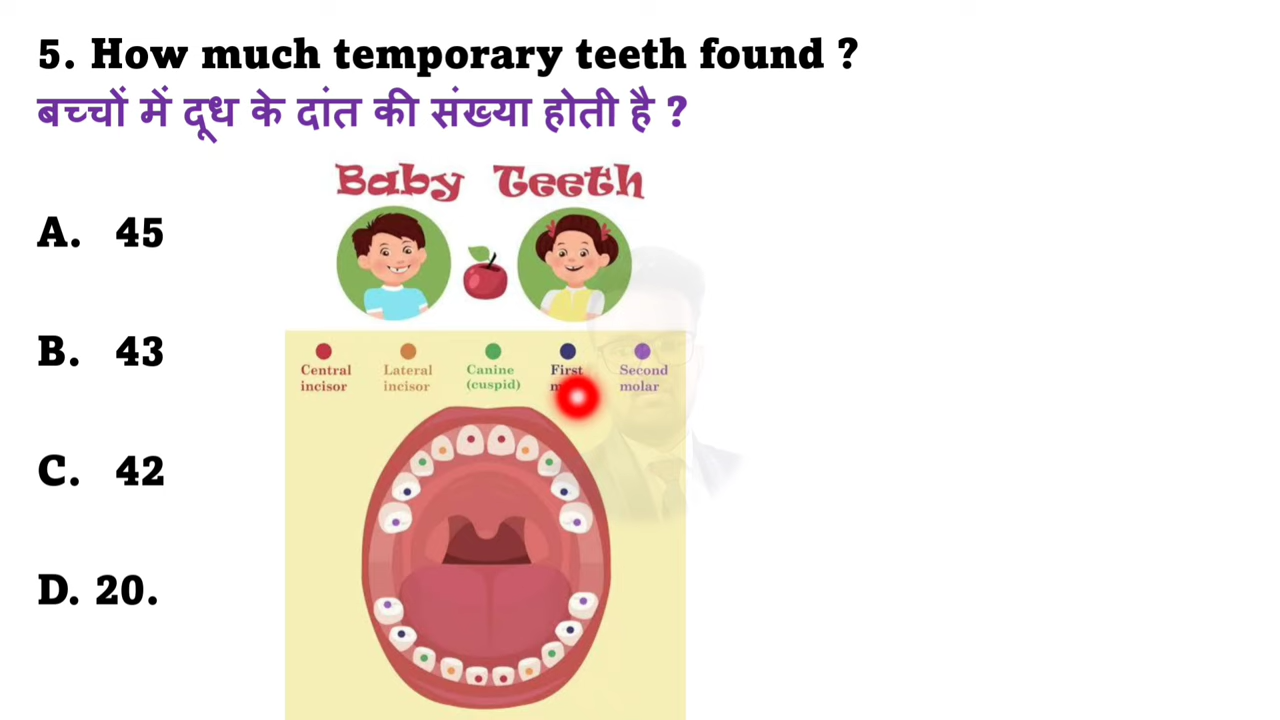 5. How much temporary teeth found ?
बच्चों में दूध के दांत की संख्या होती है ?
Baby Teeth
A. 45
B. 43
C. 42
D. 20.
Central incisor
Lateral incisor
Canine (cuspid)
First
Second molar